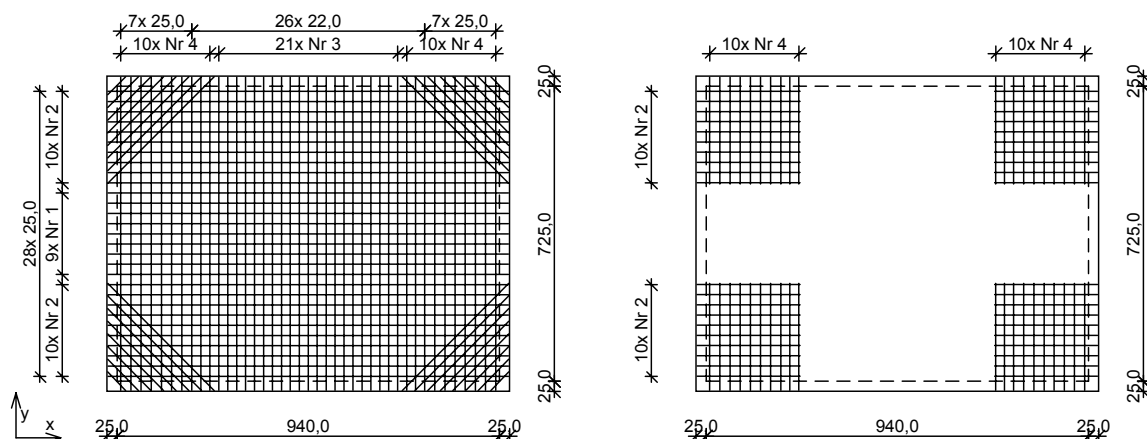 7x 25,0 26x 22,0 7x 25,0
10x Nr 4 21x Nr 3 10x Nr 4
10x Nr 4 10x Nr 4
28x 25,0
10x Nr 2
9x Nr 1
10x Nr 2
25,0
725,0
25,0
10x Nr 2
10x Nr 2
25,0
725,0
25,0
y
x
25,0 940,0 25,0
25,0 940,0 25,0